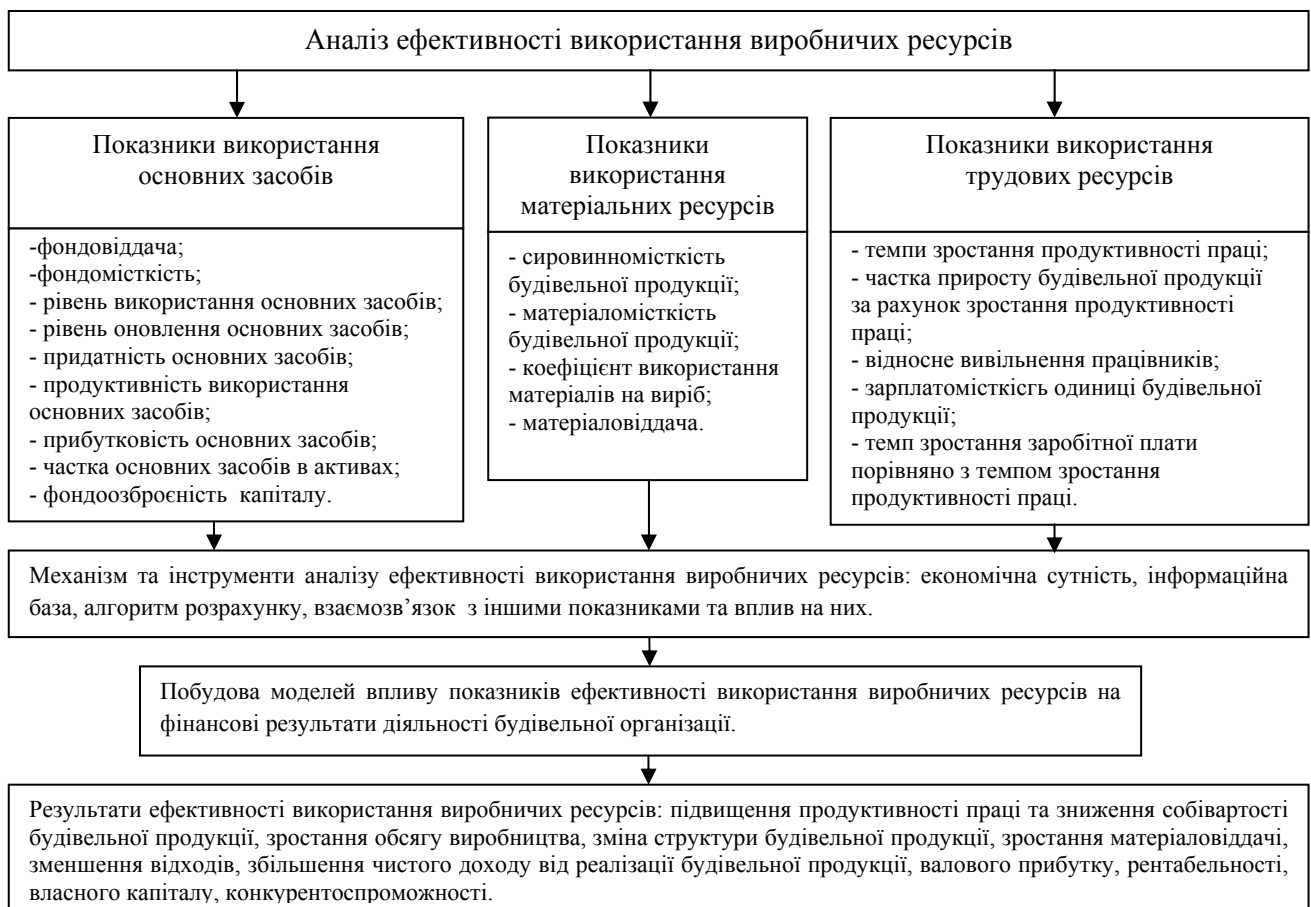 Аналіз ефективності використання виробничих ресурсів
Показники використання
основних засобів
-фондовіддача;
-фондомісткість;
- рівень використання основних засобів;
- рівень оновлення основних засобів;
- придатність основних засобів;
- продуктивність використання
основних засобів;
- прибутковість основних засобів;
- частка основних засобів в активах;
- фондоозброєність капіталу.
Показники
використання
матеріальних ресурсів
- сировинномісткість
будівельної продукції;
- матеріаломісткість
будівельної продукції;
- коефіцієнт використання
матеріалів на виріб;
- матеріаловіддача.
Показники використання
трудових ресурсів
- темпи зростання продуктивності праці;
- частка приросту будівельної продукції
за рахунок зростання продуктивності
праці;
- відносне вивільнення працівників;
- зарплатомісткісгь одиниці будівельної
продукції;
- темп зростання заробітної плати
порівняно з темпом зростання
продуктивності праці.
Механізм та інструменти аналізу ефективності використання виробничих ресурсів: економічна сутність, інформаційна
база, алгоритм розрахунку, взаємозв’язок з іншими показниками та вплив на них.
Побудова моделей впливу показників ефективності використання виробничих ресурсів на
фінансові результати діяльності будівельної організації.
Результати ефективності використання виробничих ресурсів: підвищення продуктивності праці та зниження собівартості
будівельної продукції, зростання обсягу виробництва, зміна структури будівельної продукції, зростання матеріаловіддачі,
зменшення відходів, збільшення чистого доходу від реалізації будівельної продукції, валового прибутку, рентабельності,
власного капіталу, конкурентоспроможності.